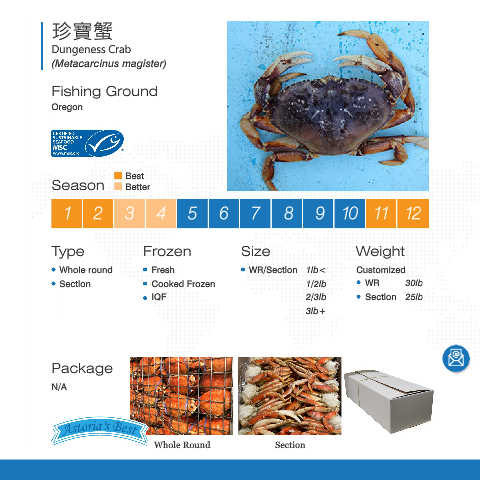 珍寶蟹
Dungeness Crab
(Metacarcinus magister)
Fishing Ground
Oregon
CERTIFIED
SUSTAINABLE
SEAFOOD
MSC
www.msc.org
Season
Best
Better
1 2 3 4 5 6 7 8 9 10 11 12
Type
• Whole round
• Section
Frozen
• Fresh
• Cooked Frozen
• IQF
Size
• WR/Section 1lb<
1/2lb
2/3lb
3lb+
Weight
Customized
• WR 30lb
• Section 25lb
Package
N/A
Astoria's Best
Whole Round
Section